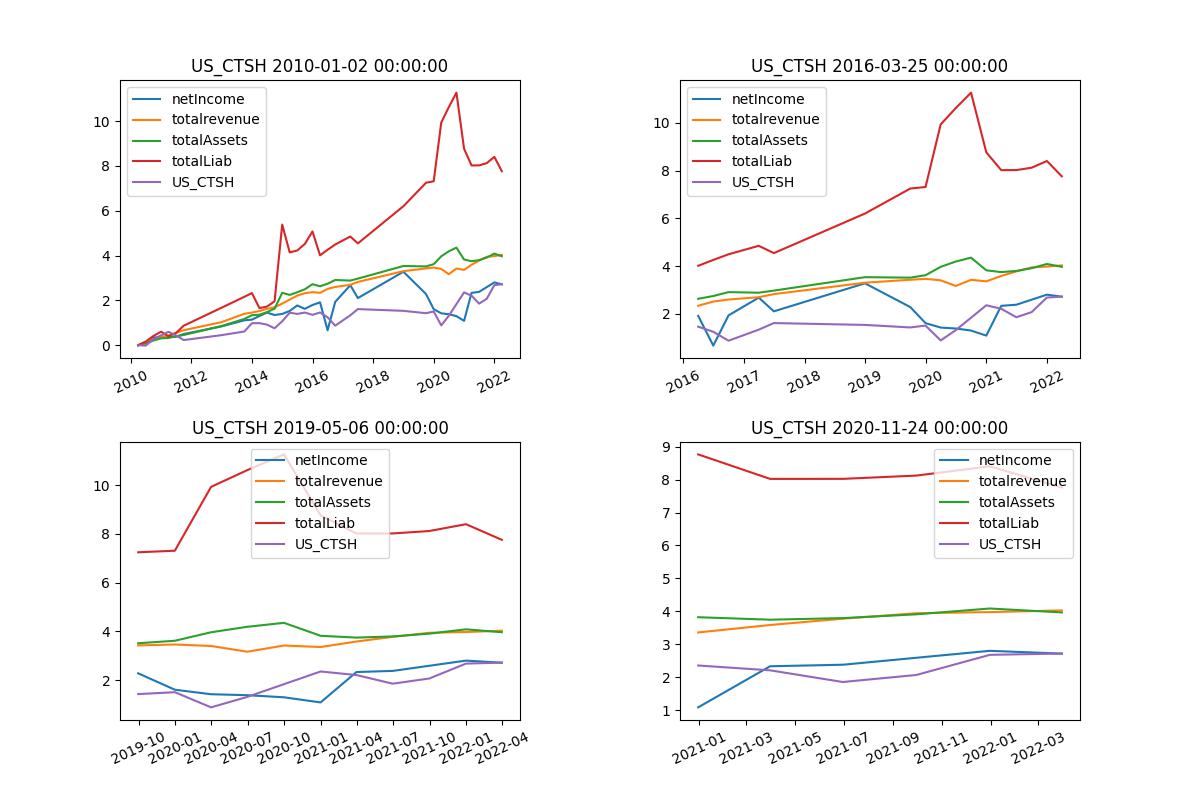 US_CTSH 2010-01-02 00:00:00
netIncome
totalrevenue
totalAssets
totalLiab
US_CTSH
10
8
6
4
2
0
2010
2012
2014
2016
2018
2020
2022
US_CTSH 2016-03-25 00:00:00
netIncome
totalrevenue
totalAssets
totalLiab
US_CTSH
10
8
6
4
2
2016
2017
2018
2019
2020
2021
2022
US_CTSH 2019-05-06 00:00:00
netIncome
totalrevenue
totalAssets
totalLiab
US_CTSH
10
8
6
4
2
2019-10
2020-01
2020-04
2020-07
2020-10
2021-01
2021-04
2021-07
2021-10
2022-01
2022-04
US_CTSH 2020-11-24 00:00:00
netIncome
totalrevenue
totalAssets
totalLiab
US_CTSH
9
8
7
6
5
4
3
2
1
2021-01
2021-03
2021-05
2021-07
2021-09
2021-11
2022-01
2022-03